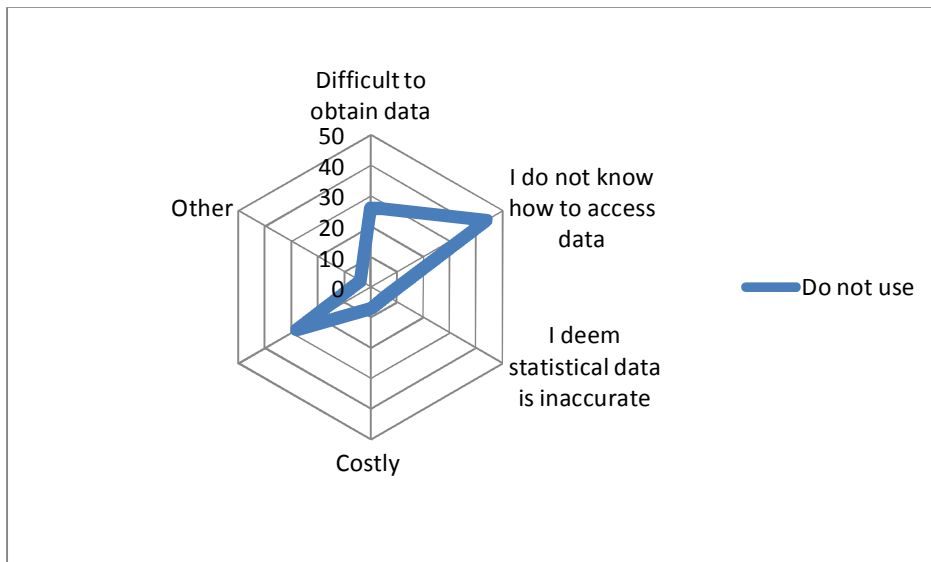 Difficult to
obtain data
50
40
30
20
10
0
I do not know
how to access
data
Other
Do not use
I deem
statistical data
is inaccurate
Costly